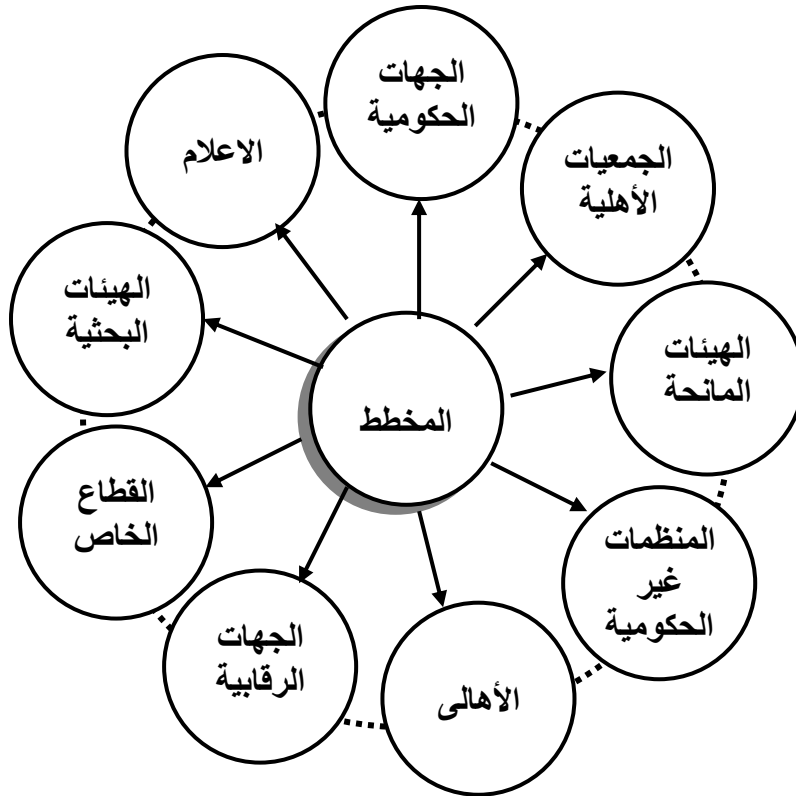 الجهات
الحكومية
الجمعيات
الأهلية
الهيئات
المانحة
المنظمات
غير
الحكومية
الأهالى
الجهات
الرقابية
القطاع
الخاص
الهيئات
البحثية
الاعلام
المخطط